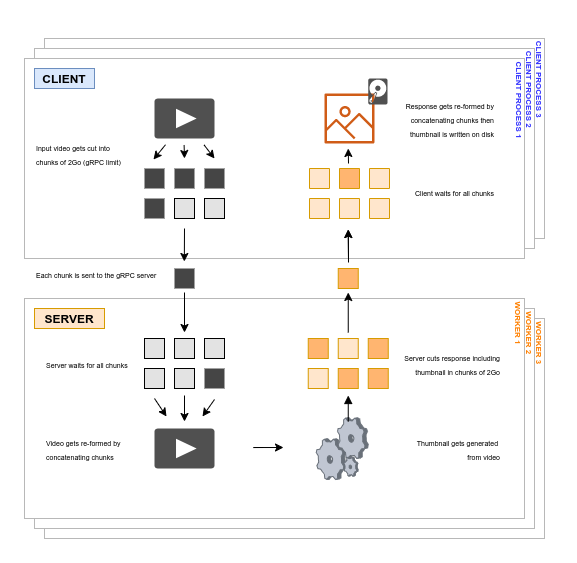 CLIENT
Input video gets cut into
chunks of 2Go (gRPC limit)
Response gets re-formed by
concatenating chunks then
thumbnail is written on disk
Client waits for all chunks
CLIENT PROCESS 1
CLIENT PROCESS 2
CLIENT PROCESS 3
Each chunk is sent to the gRPC server
SERVER
Server waits for all chunks
Server cuts response including
thumbnail in chunks of 2Go
Video gets re-formed by
concatenating chunks
Thumbnail gets generated
from video
WORKER 1
WORKER 2
WORKER 3